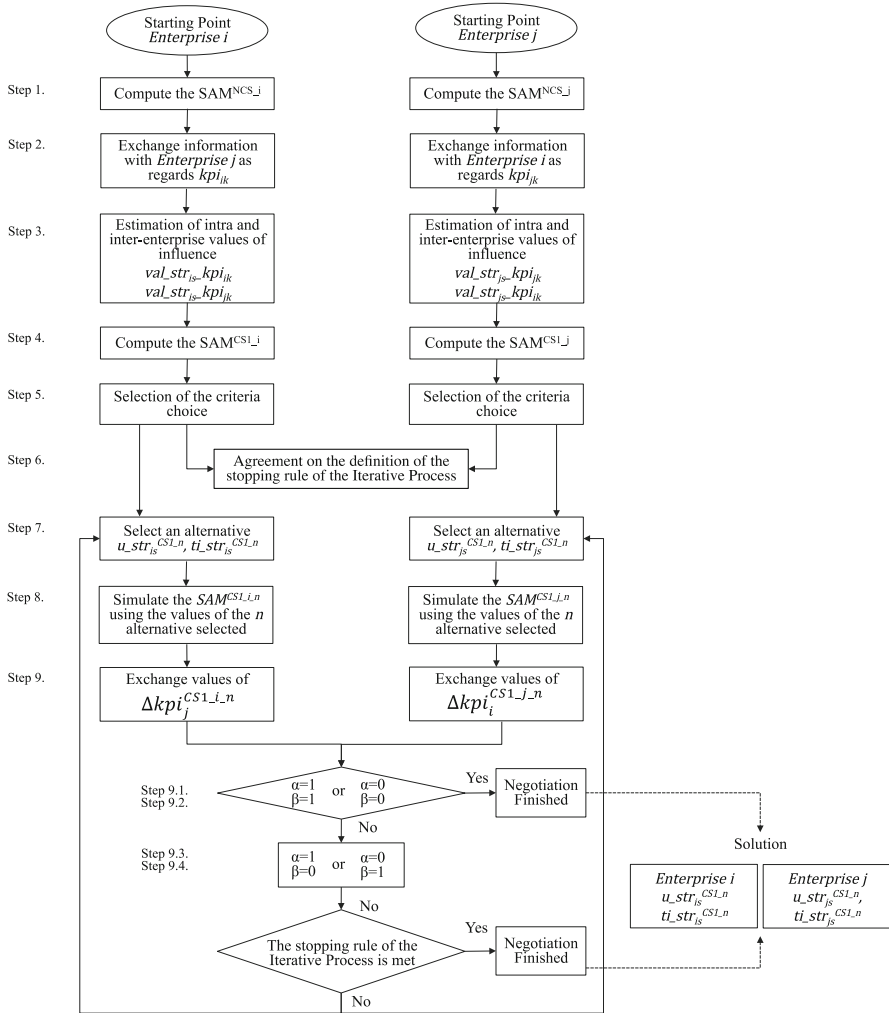 Starting Point
Enterprise i
Starting Point
Enterprise j
Step 1.
Compute the SAM^NCS_i
Compute the SAM^NCS_j
Step 2.
Exchange information
with Enterprise j as
regards kpi_ik
Exchange information
with Enterprise i as
regards kpi_jk
Step 3.
Estimation of intra and
inter-enterprise values of
influence
val_str_is_kpi_ik
val_str_is_kpi_jk
Estimation of intra and
inter-enterprise values of
influence
val_str_js_kpi_jk
val_str_js_kpi_ik
Step 4.
Compute the SAM^CS1_i
Compute the SAM^CS1_j
Step 5.
Selection of the criteria
choice
Selection of the criteria
choice
Step 6.
Agreement on the definition of the
stopping rule of the Iterative Process
Step 7.
Select an alternative
u_str_is^CS1_n, ti_str_is^CS1_n
Select an alternative
u_str_js^CS1_n, ti_str_js^CS1_n
Step 8.
Simulate the SAM^CS1_i_n
using the values of the n
alternative selected
Simulate the SAM^CS1_j_n
using the values of the n
alternative selected
Step 9.
Exchange values of
Δkpi_j^CS1_i_n
Exchange values of
Δkpi_i^CS1_j_n
Step 9.1.
Step 9.2.
α=1 or α=0
β=1 β=0
Yes
Negotiation
Finished
No
Step 9.3.
Step 9.4.
α=1 or α=0
β=0 β=1
No
The stopping rule of the
Iterative Process is met
Yes
Negotiation
Finished
No
Solution
Enterprise i
u_str_is^CS1_n
ti_str_is^CS1_n
Enterprise j
u_str_js^CS1_n,
ti_str_js^CS1_n